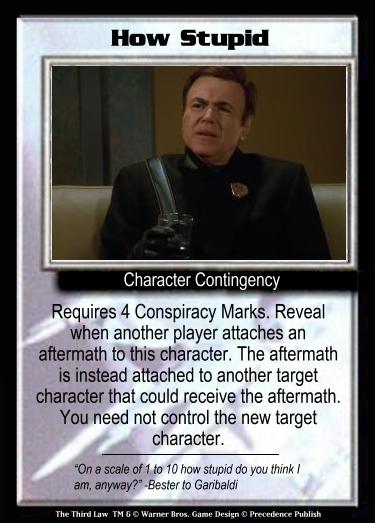 How Stupid
Character Contingency
Requires 4 Conspiracy Marks. Reveal
when another player attaches an
aftermath to this character. The aftermath
is instead attached to another target
character that could receive the aftermath.
You need not control the new target
character.
“On a scale of 1 to 10 how stupid do you think I
am, anyway?” -Bester to Garibaldi
The Third Law TM & © Warner Bros. Game Design © Precedence Publish